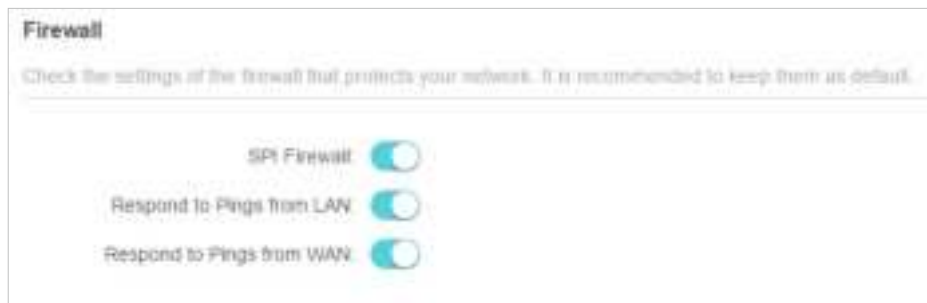 Firewall
Check the settings of the firewall that protects your network. It is recommended to keep them as default.
SPI Firewall:
Respond to Pings from LAN:
Respond to Pings from WAN: